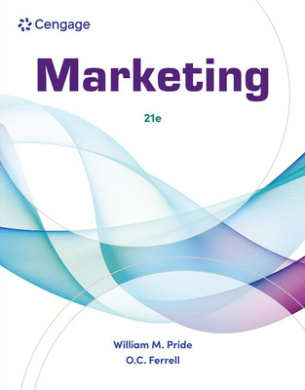 Cengage
Marketing
21e
William M. Pride
O.C. Ferrell